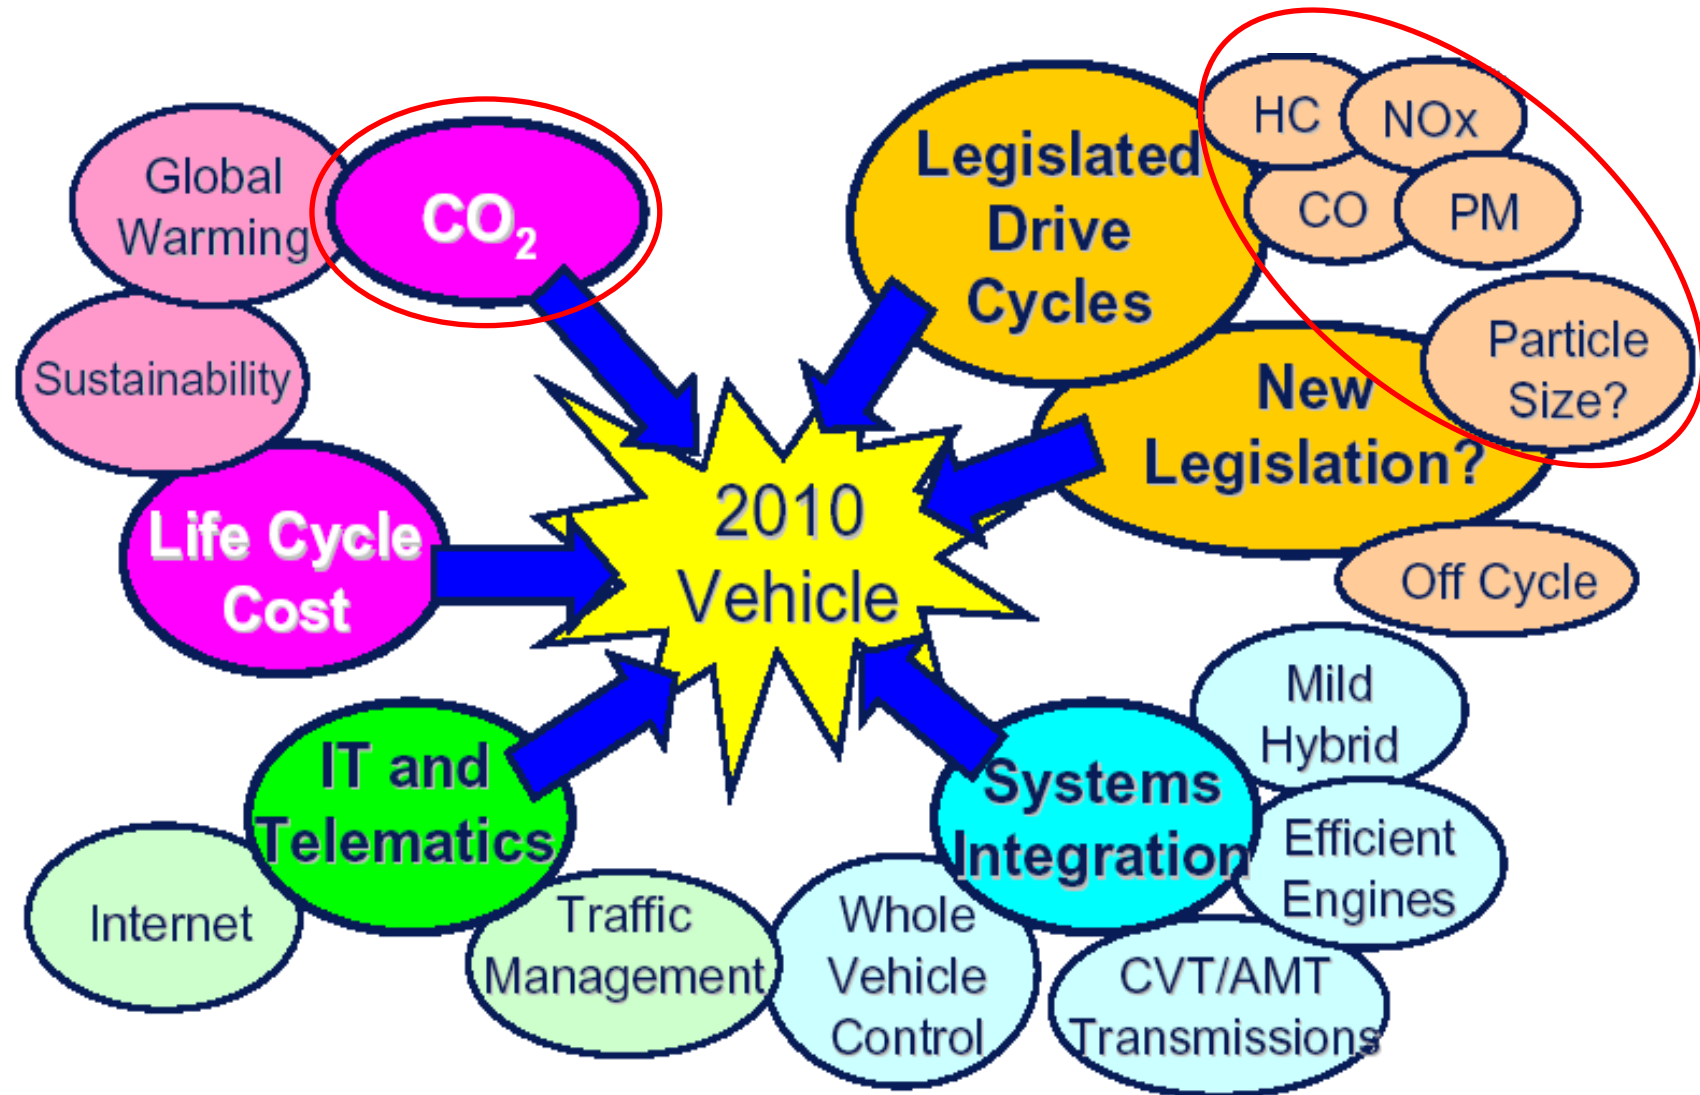 Global
Warming
CO₂
Sustainability
Life Cycle
Cost
Legislated
Drive
Cycles
HC
NOx
CO
PM
Particle
Size?
New
Legislation?
Off Cycle
2010
Vehicle
IT and
Telematics
Internet
Traffic
Management
Systems
Integration
Mild
Hybrid
Efficient
Engines
Whole
Vehicle
Control
CVT/AMT
Transmissions